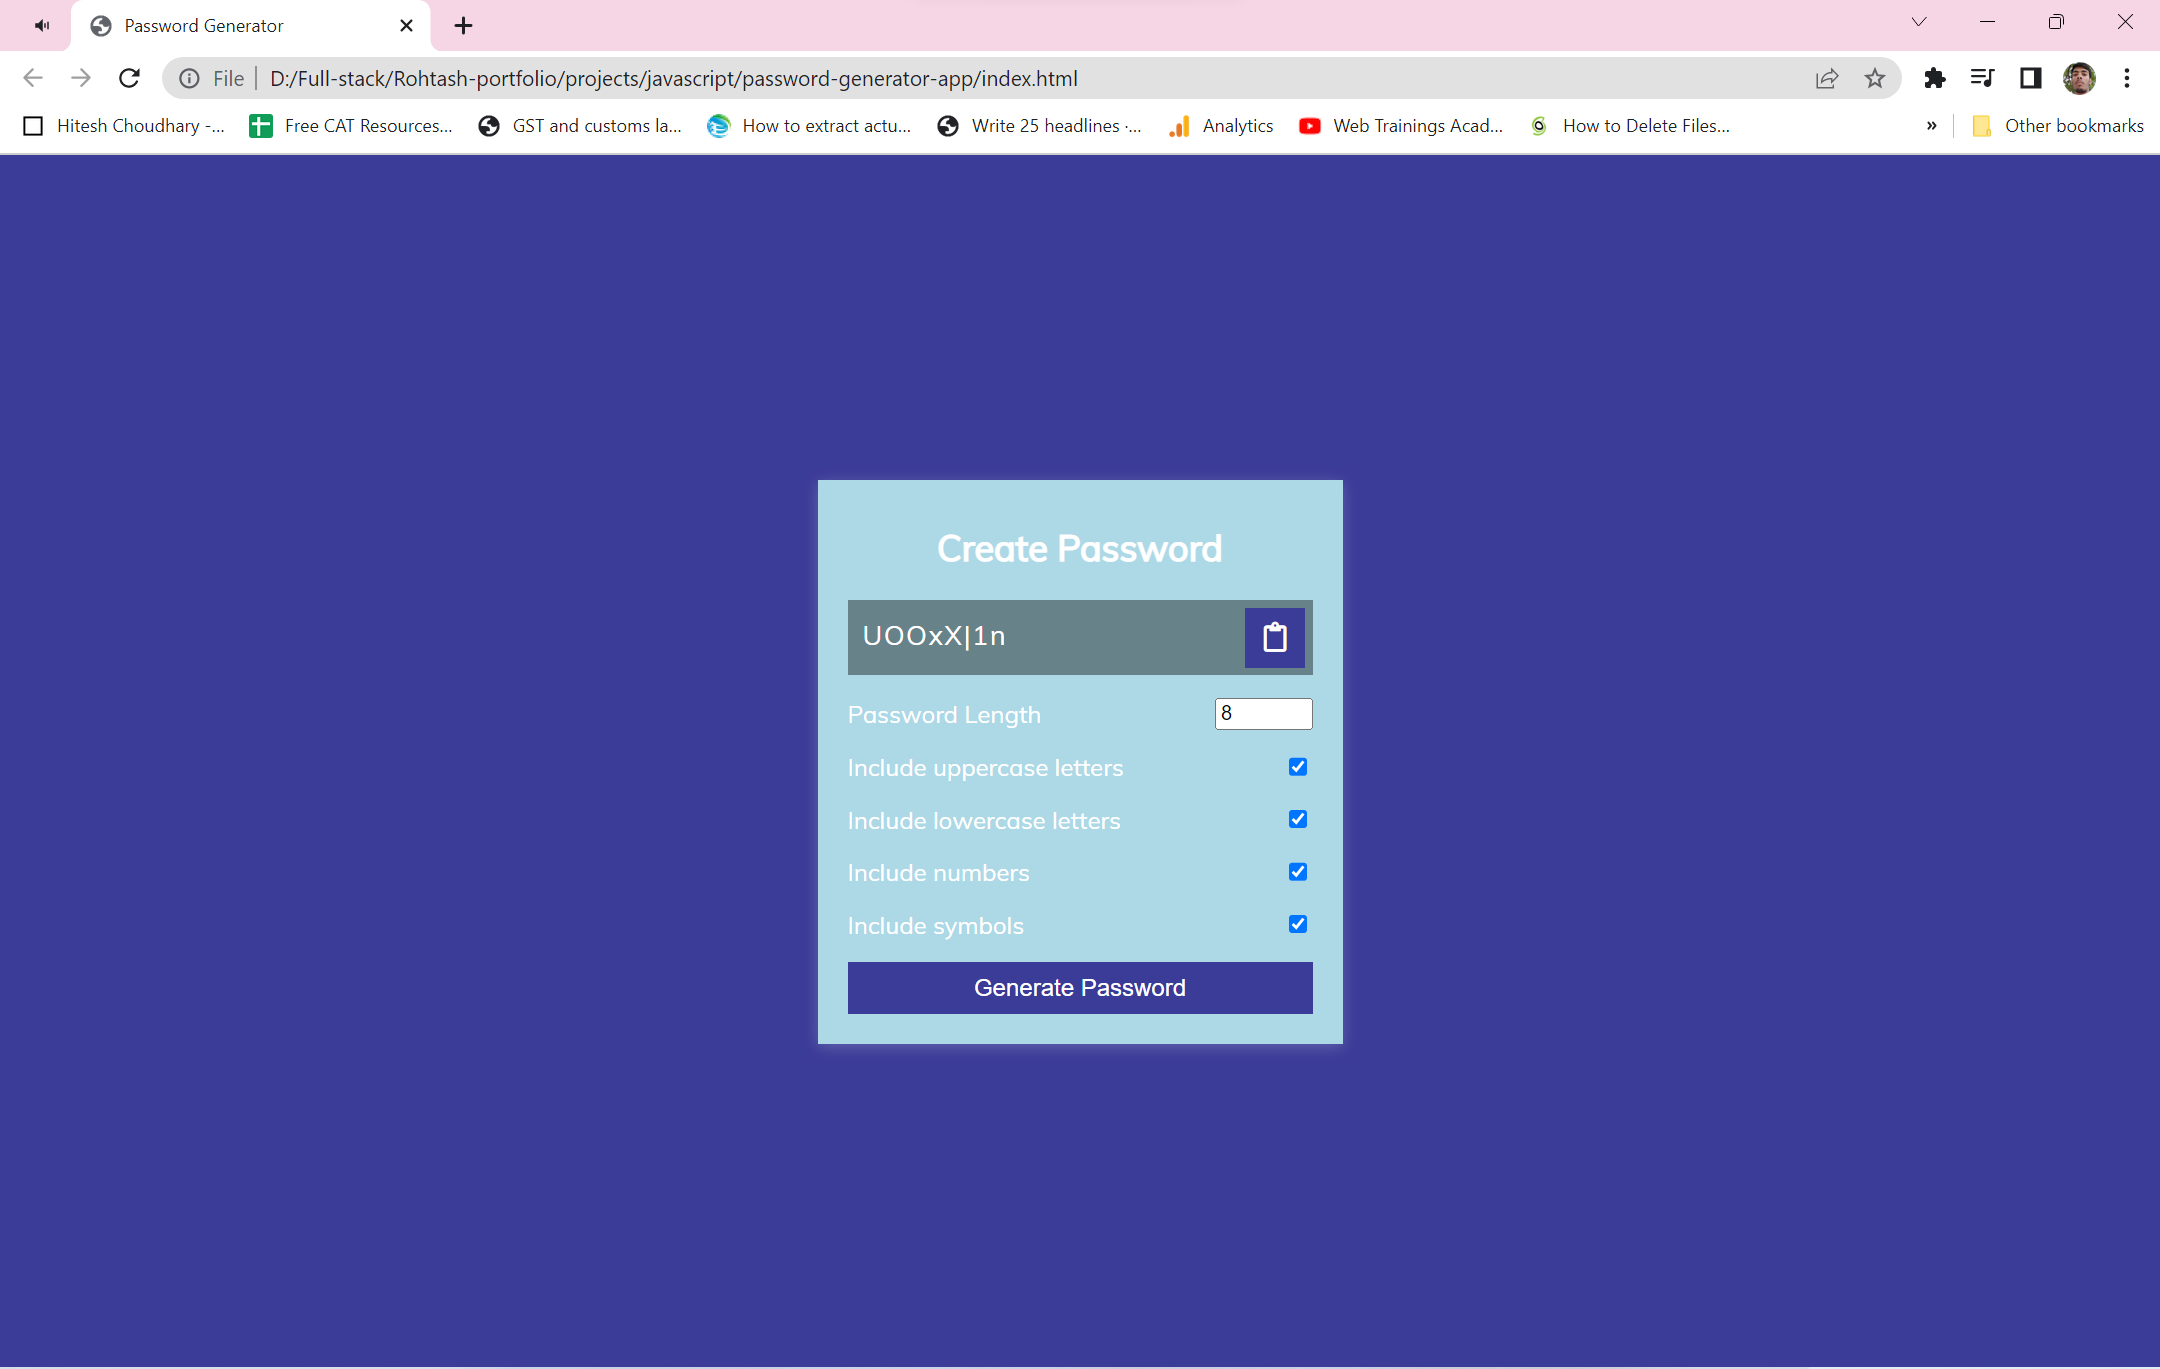 Password Generator
File D:/Full-stack/Rohtash-portfolio/projects/javascript/password-generator-app/index.html
Hitesh Choudhary -... Free CAT Resources... GST and customs la... How to extract actu... Write 25 headlines ·... Analytics Web Trainings Acad... How to Delete Files... » Other bookmarks
Create Password
UOOxX|1n
Password Length 8
Include uppercase letters
Include lowercase letters
Include numbers
Include symbols
Generate Password